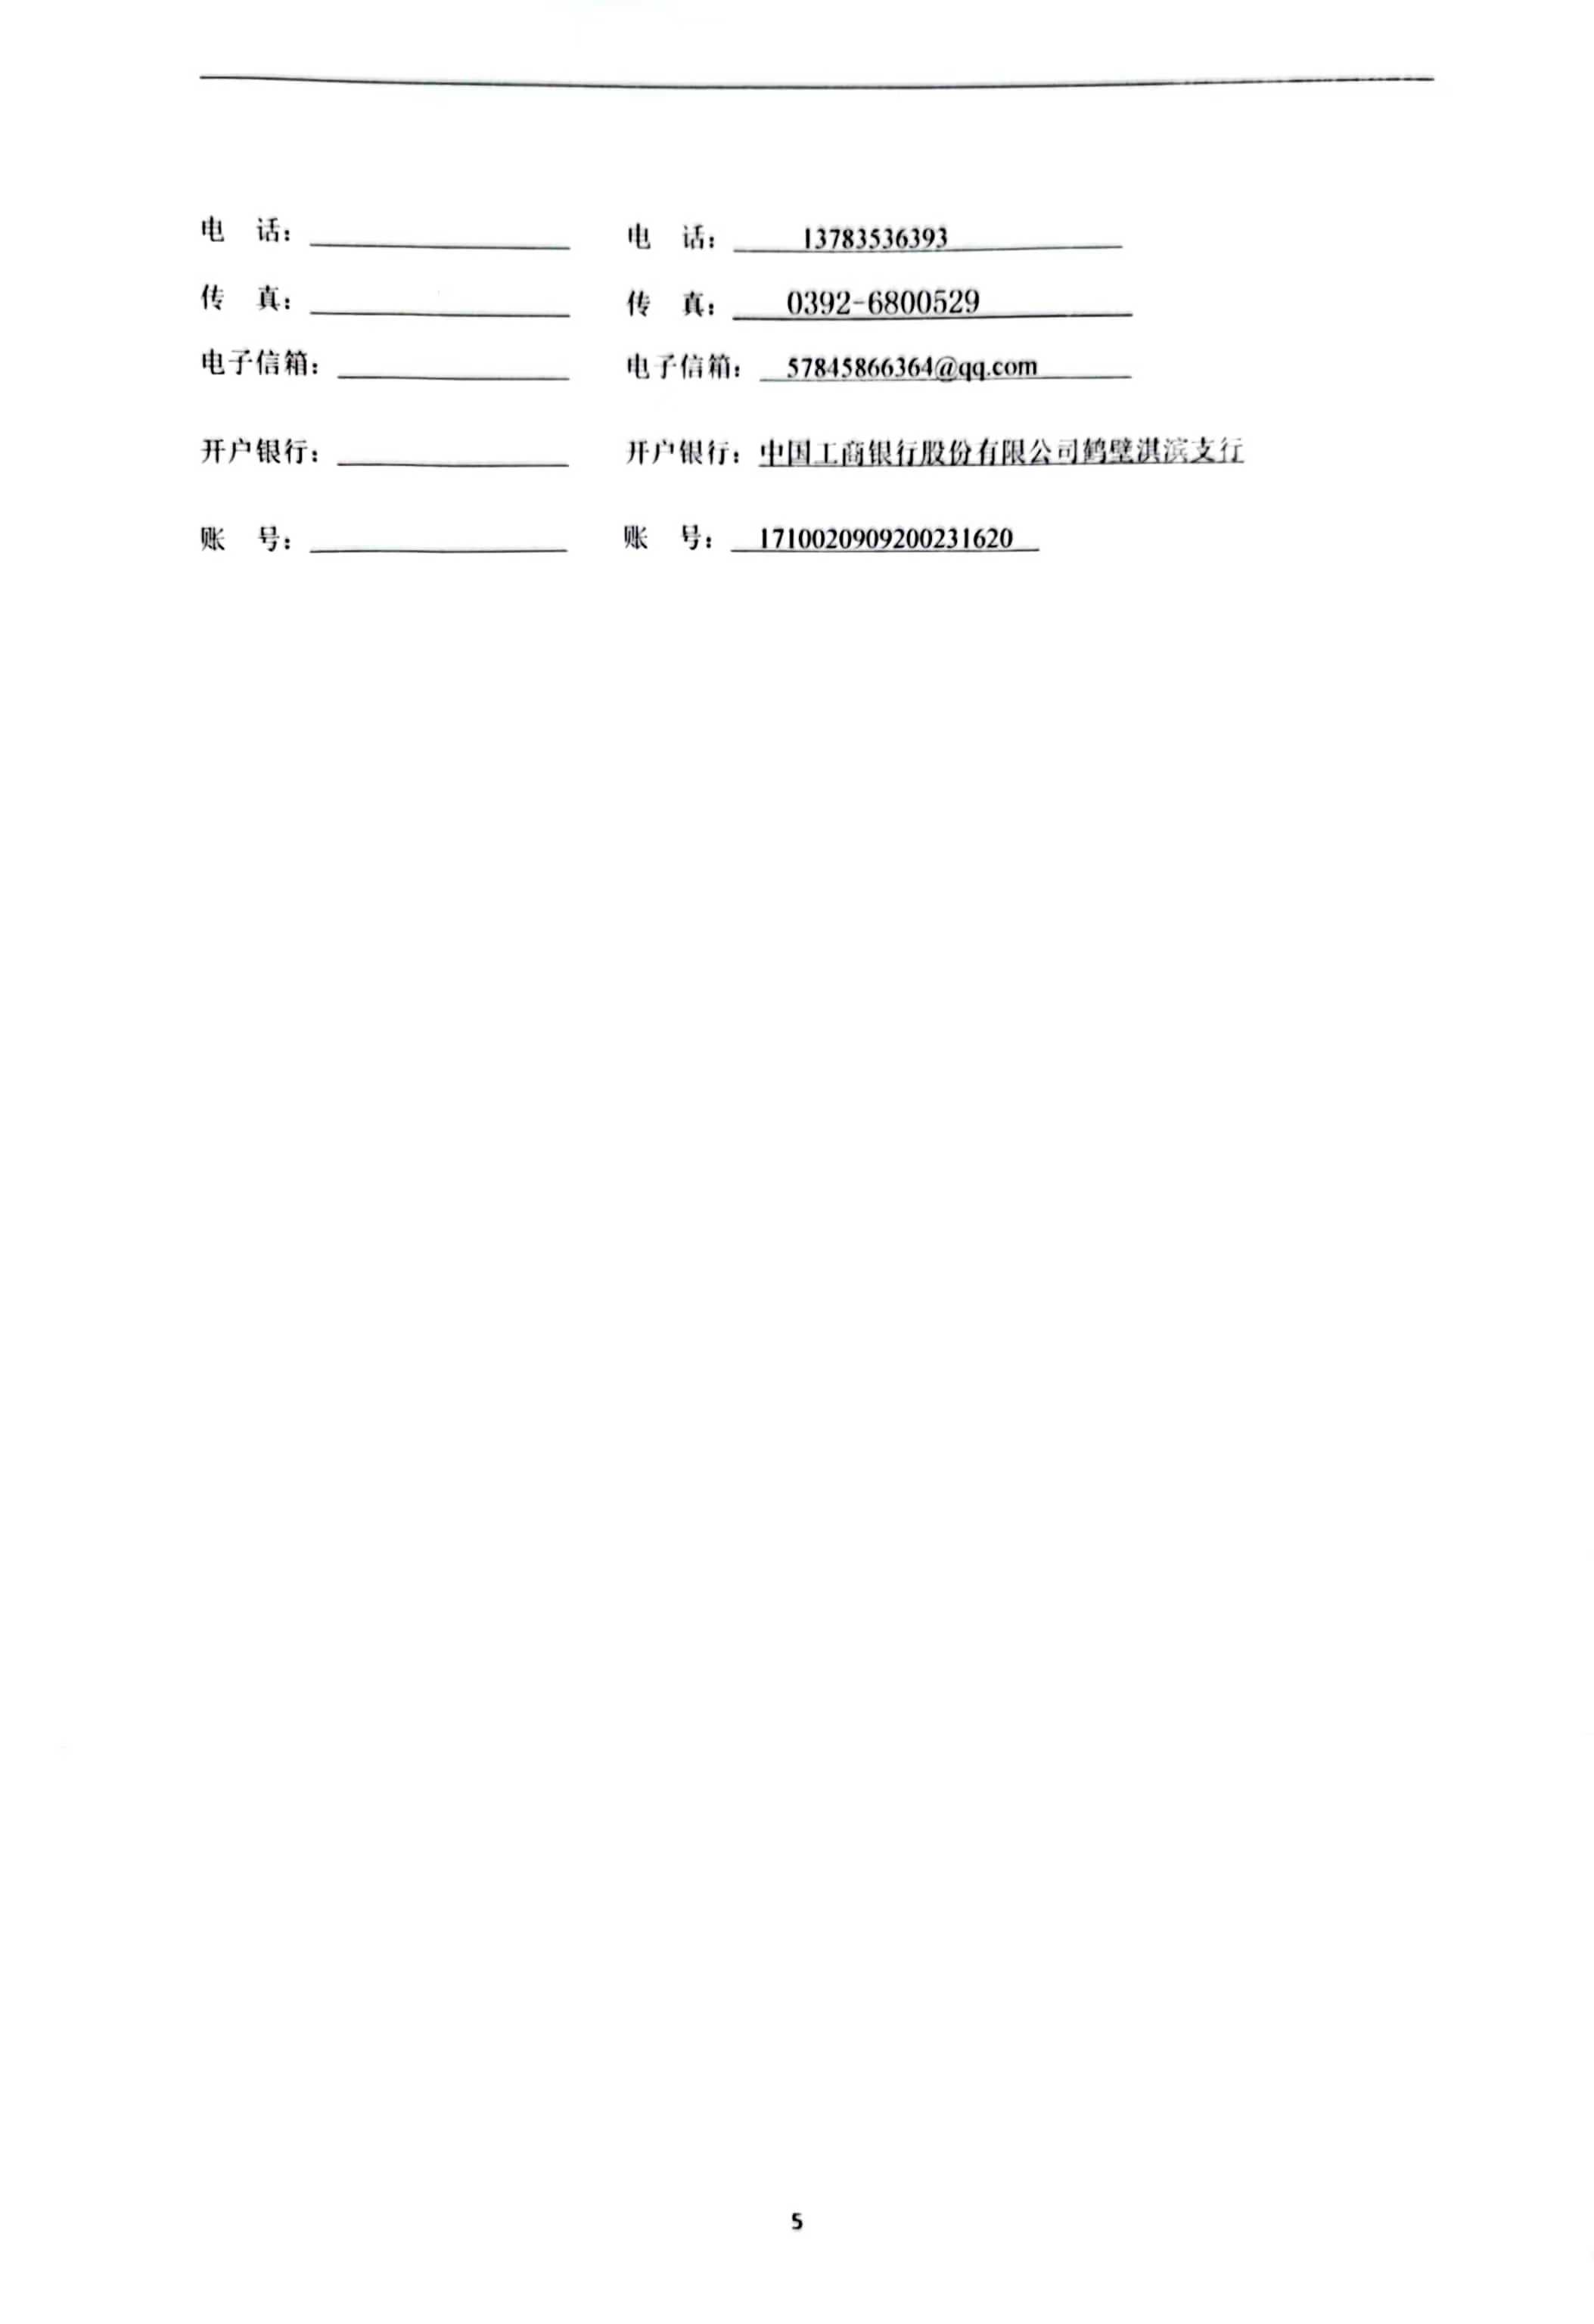 电 话： 电 话： 13783536393
传 真： 传 真： 0392-6800529
电子信箱： 电子信箱： 57845866364@qq.com
开户银行： 开户银行：中国工商银行股份有限公司鹤壁淇滨支行
账 号： 账 号： 1710020909200231620
5